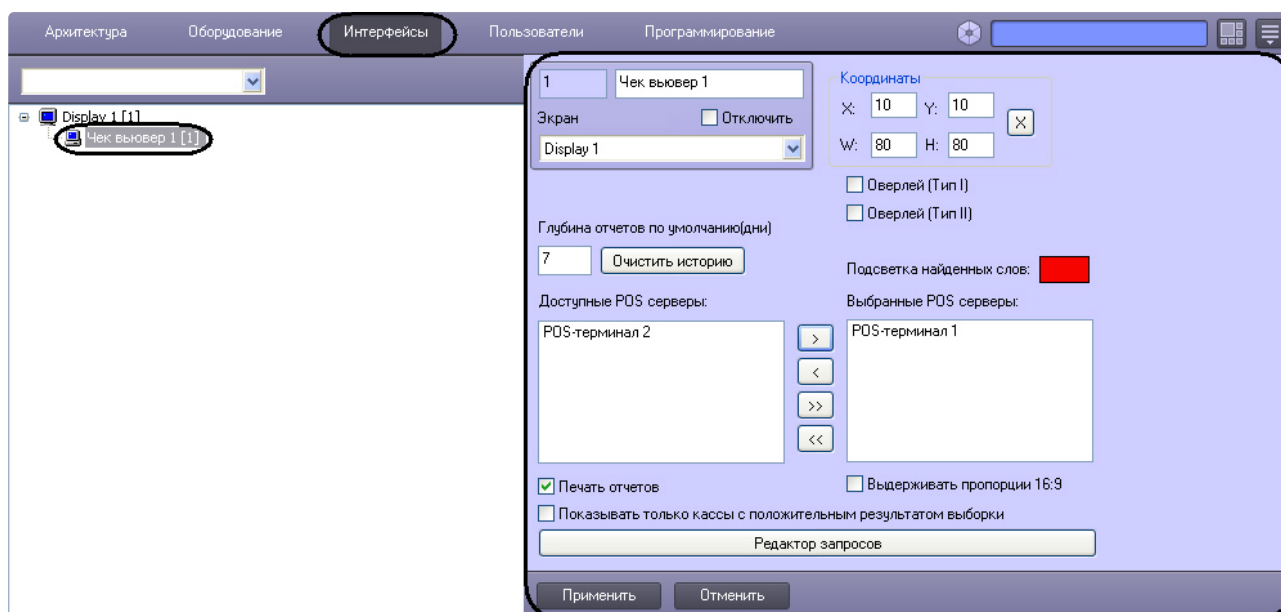 Архитектура Оборудование Интерфейсы Пользователи Программирование
Display 1 [1]
Чек вьювер 1 [1]
1 Чек вьювер 1
Экран Отключить
Display 1
Координаты
X: 10 Y: 10 X
W: 80 H: 80
Оверлей (Тип I)
Оверлей (Тип II)
Глубина отчетов по умолчанию(дни)
7 Очистить историю
Подсветка найденных слов:
Доступные POS серверы: Выбранные POS серверы:
POS-терминал 2 > POS-терминал 1
<
>>
<<
Печать отчетов Выдерживать пропорции 16:9
Показывать только кассы с положительным результатом выборки
Редактор запросов
Применить Отменить